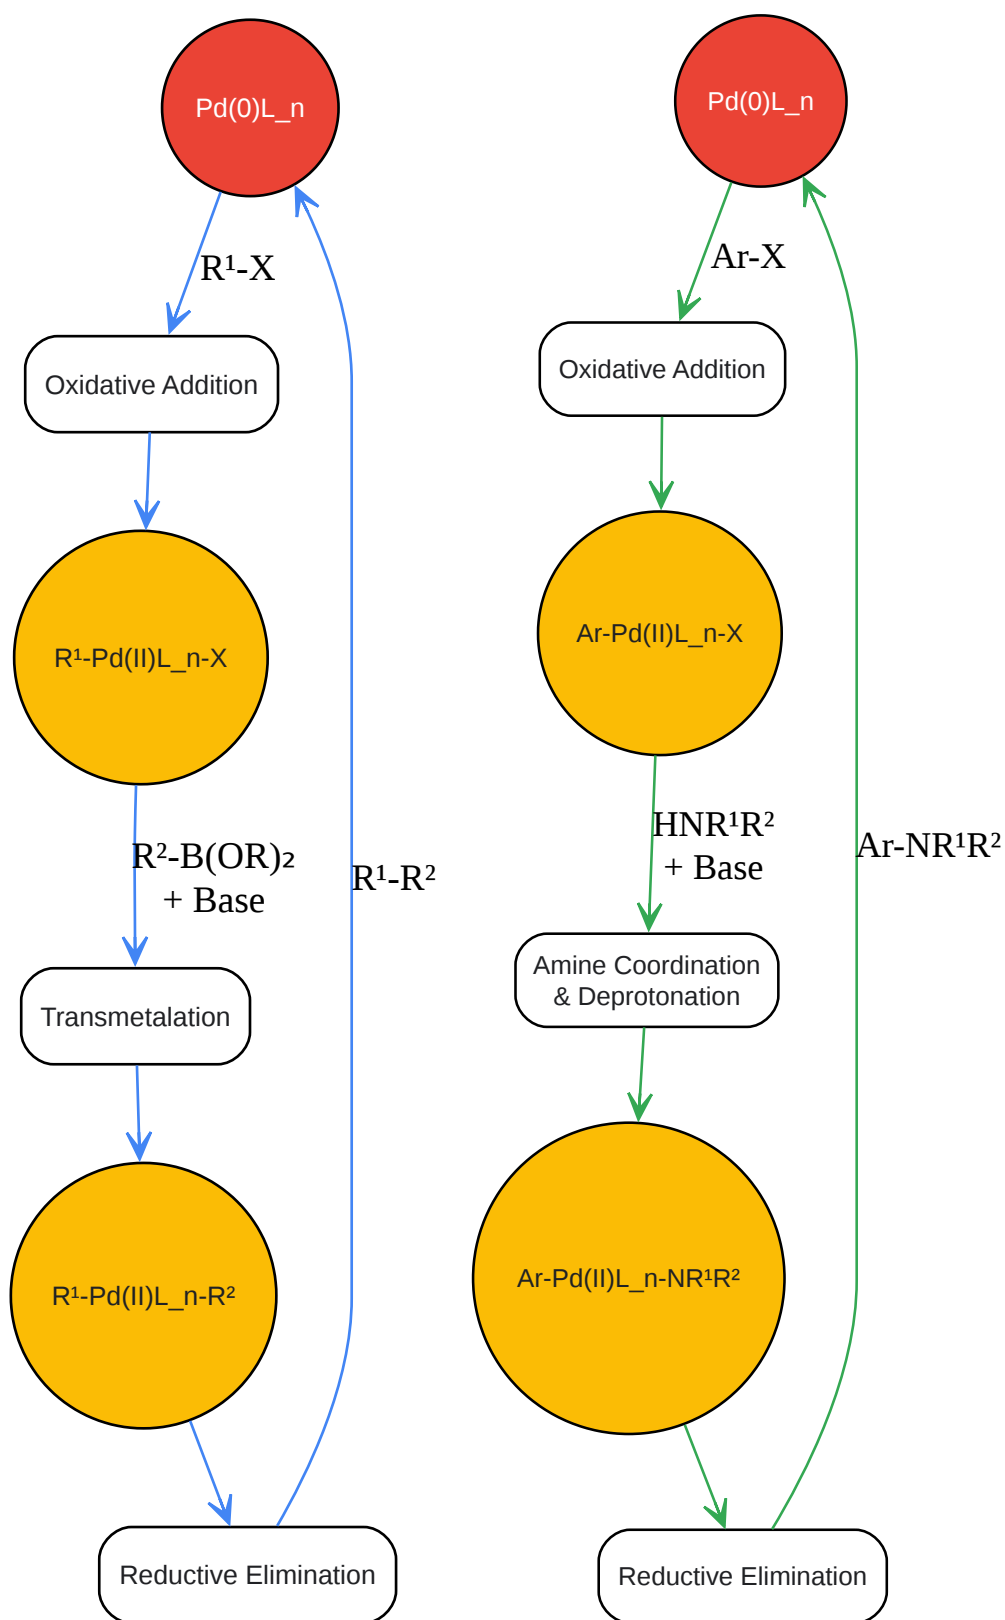 Pd(0)L_n
R¹-X
Oxidative Addition
R¹-Pd(II)L_n-X
R²-B(OR)₂
+ Base
R¹-R²
Transmetalation
R¹-Pd(II)L_n-R²
Reductive Elimination
Pd(0)L_n
Ar-X
Oxidative Addition
Ar-Pd(II)L_n-X
HNR¹R²
+ Base
Ar-NR¹R²
Amine Coordination
& Deprotonation
Ar-Pd(II)L_n-NR¹R²
Reductive Elimination